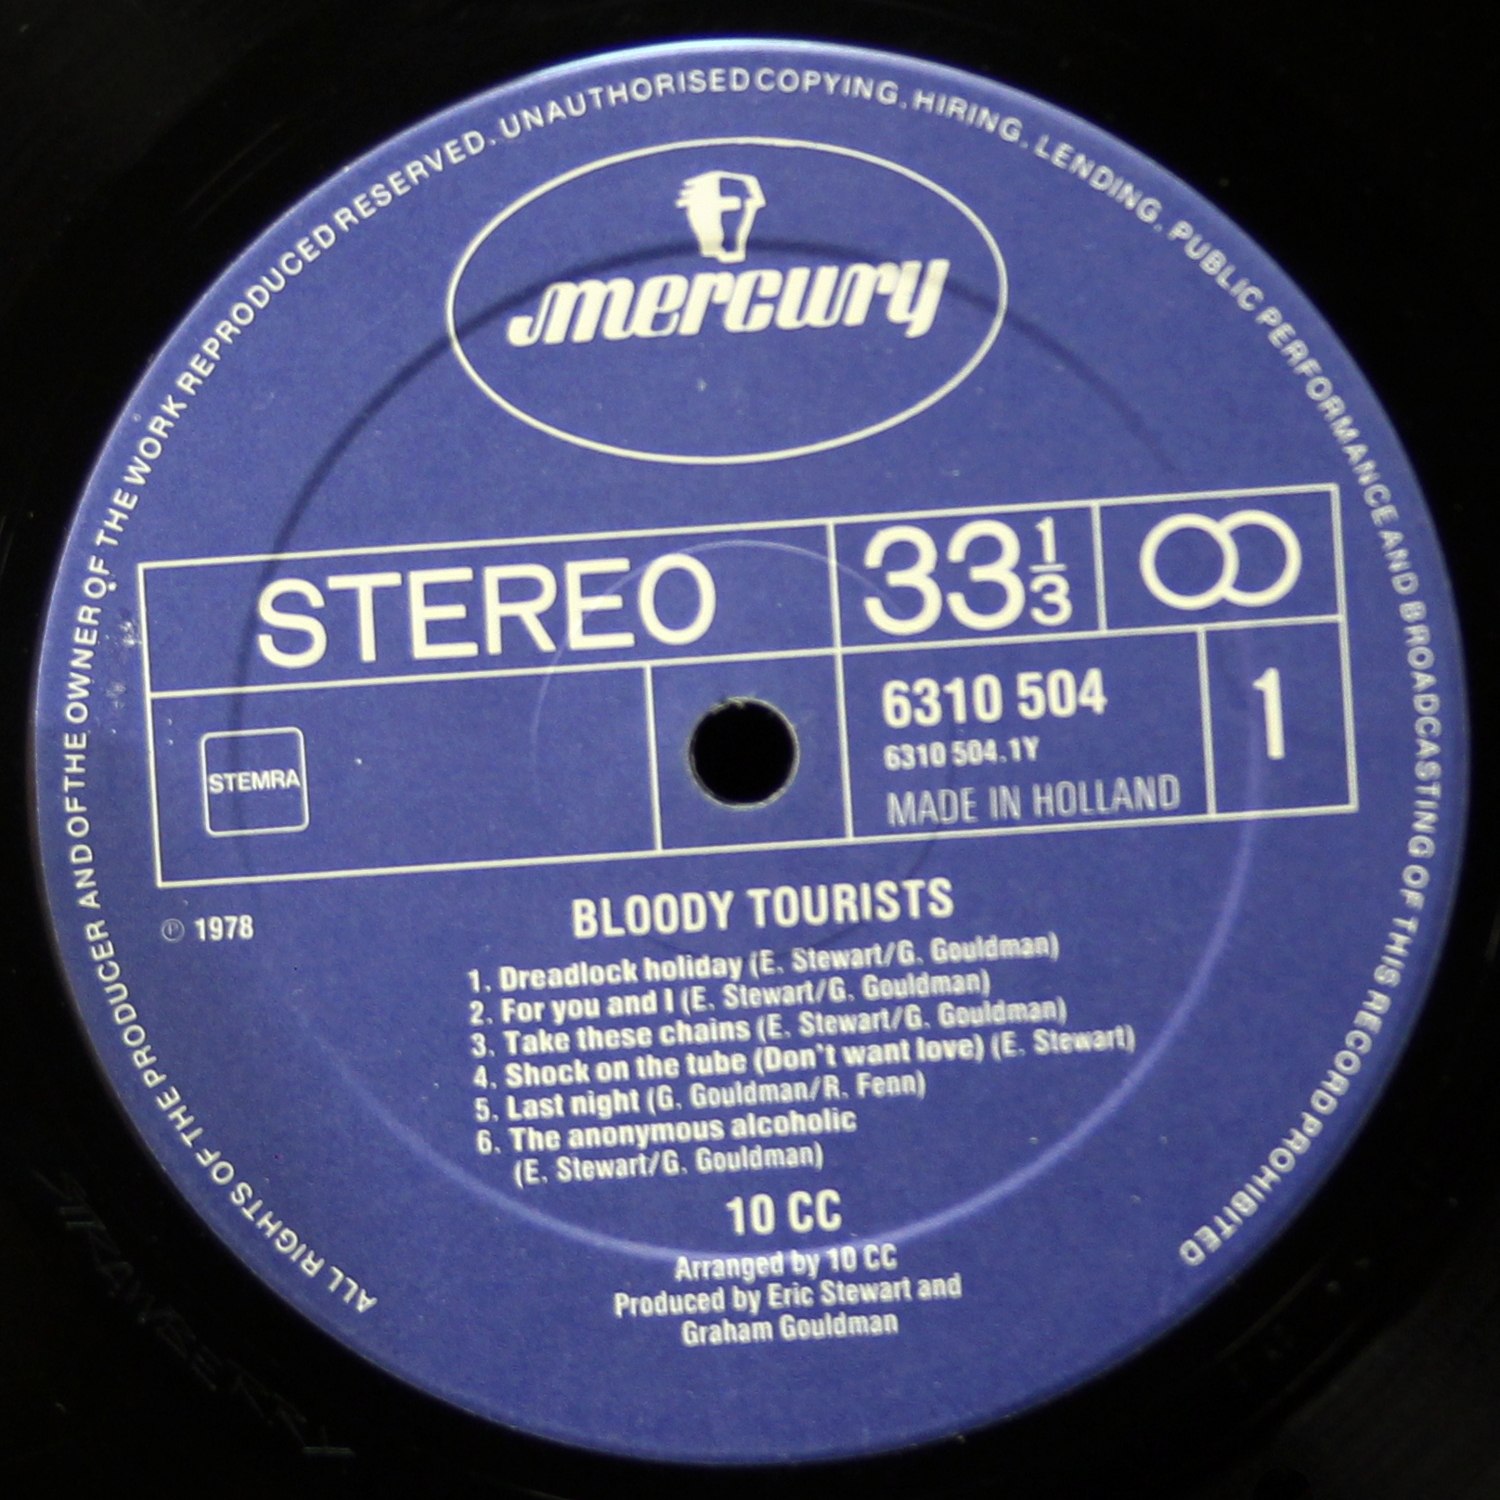 ALL RIGHTS OF THE PRODUCER AND OF THE OWNER OF THE WORK REPRODUCED RESERVED. UNAUTHORISED COPYING. HIRING. LENDING. PUBLIC PERFORMANCE AND BROADCASTING OF THIS RECORD PROHIBITED
mercury
STEREO
33 1/3
STEMRA
6310 504
6310 504.1Y
MADE IN HOLLAND
1
℗ 1978
BLOODY TOURISTS
1. Dreadlock holiday (E. Stewart/G. Gouldman)
2. For you and I (E. Stewart/G. Gouldman)
3. Take these chains (E. Stewart/G. Gouldman)
4. Shock on the tube (Don't want love) (E. Stewart)
5. Last night (G. Gouldman/R. Fenn)
6. The anonymous alcoholic
(E. Stewart/G. Gouldman)
10 CC
Arranged by 10 CC
Produced by Eric Stewart and
Graham Gouldman